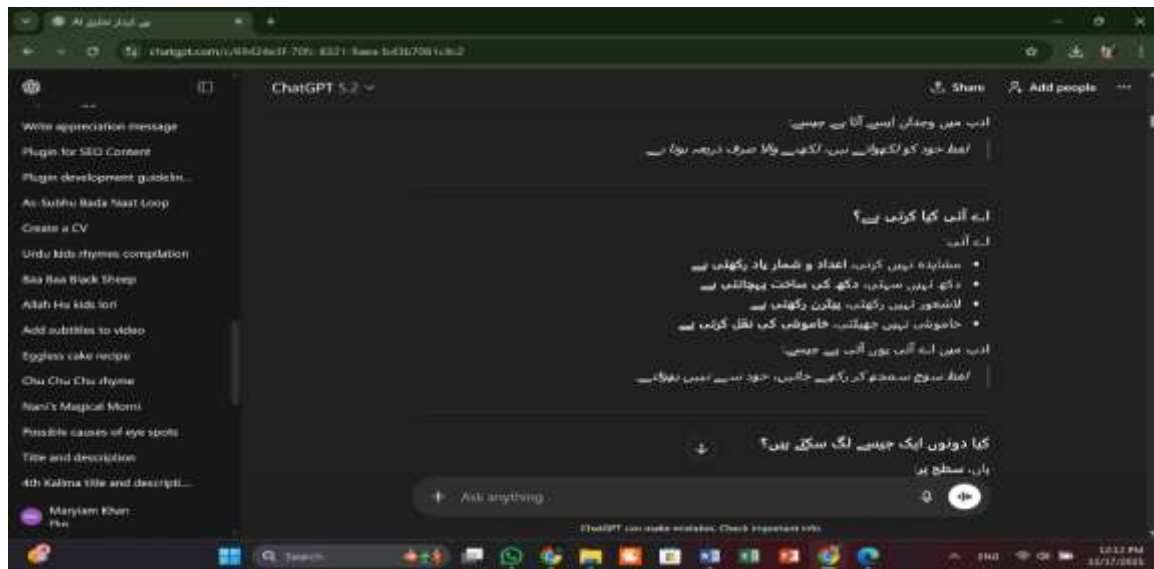 AI
ChatGPT 5.2
Share
Add people
Write appreciation message
Plugin for SEO Content
Plugin development guidelin...
As-Subhu Bada Naat Loop
Create a CV
Urdu kids rhymes compilation
Baa Baa Black Sheep
Allah Hu kids lori
Add subtitles to video
Eggless cake recipe
Chu Chu Chu rhyme
Nani's Magical Morni
Possible causes of eye spots
Title and description
4th Kalima title and descripti...
Maryiam Khan
Plus
ادب میں وجدان ایسے آتا ہے جیسے:
لفظ خود کو لکھواتے ہیں، لکھنے والا صرف ذریعہ ہوتا ہے
اے آئی کیا کرتی ہے؟
اے آئی:
مشاہدہ نہیں کرتی، اعداد و شمار یاد رکھتی ہے
دکھ نہیں سہتی، دکھ کی ساخت پہچانتی ہے
لاشعور نہیں رکھتی، پیٹرن رکھتی ہے
خاموشی نہیں جھیلتی، خاموشی کی نقل کرتی ہے
ادب میں اے آئی یوں آتی ہے جیسے:
لفظ سوچ سمجھ کر رکھے جائیں، خود سے نہیں
کیا دونوں ایک جیسے لگ سکتے ہیں؟
ہاں، سطح پر
Ask anything
ChatGPT can make mistakes. Check important info.
Search
ENG
12:12 PM